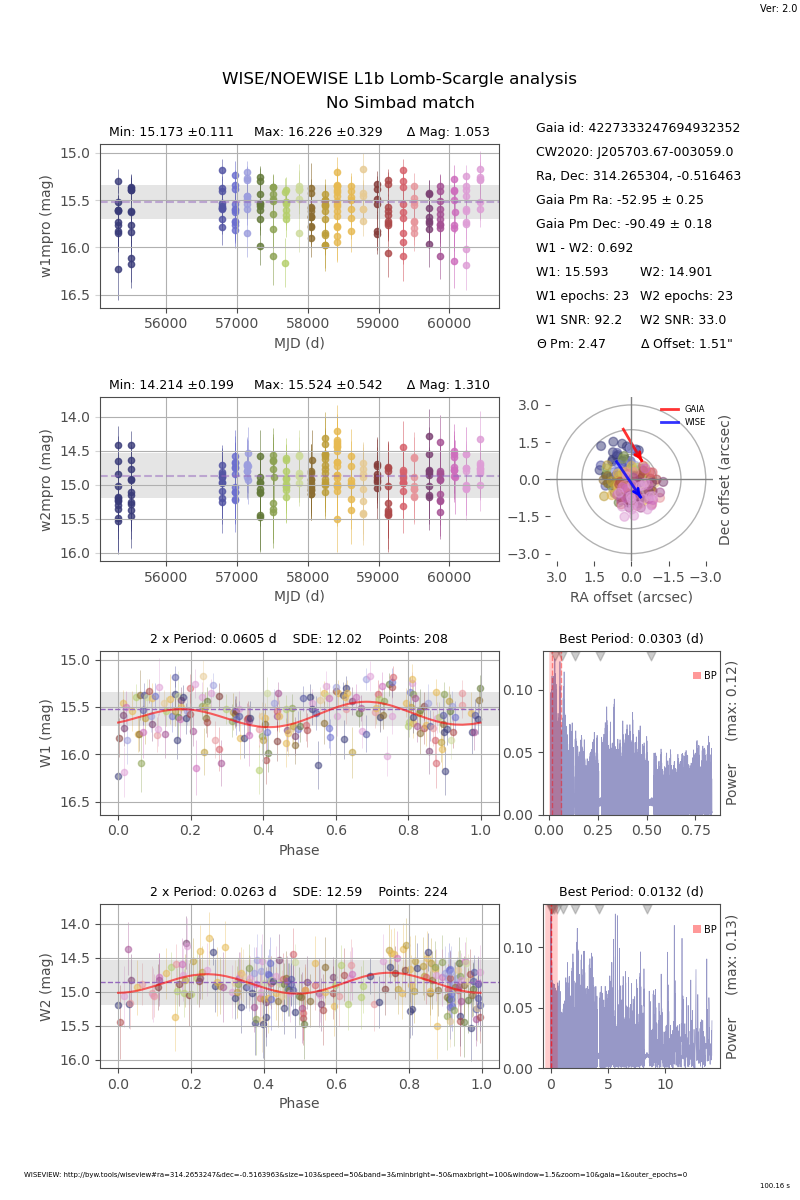 Ver: 2.0
WISE/NOEWISE L1b Lomb-Scargle analysis
No Simbad match
Min: 15.173 ±0.111 Max: 16.226 ±0.329 Δ Mag: 1.053
15.0
15.5
16.0
16.5
w1mpro (mag)
56000 57000 58000 59000 60000
MJD (d)
Gaia id: 4227333247694932352
CW2020: J205703.67-003059.0
Ra, Dec: 314.265304, -0.516463
Gaia Pm Ra: -52.95 ± 0.25
Gaia Pm Dec: -90.49 ± 0.18
W1 - W2: 0.692
W1: 15.593 W2: 14.901
W1 epochs: 23 W2 epochs: 23
W1 SNR: 92.2 W2 SNR: 33.0
Θ Pm: 2.47 Δ Offset: 1.51"
Min: 14.214 ±0.199 Max: 15.524 ±0.542 Δ Mag: 1.310
14.0
14.5
15.0
15.5
16.0
w2mpro (mag)
56000 57000 58000 59000 60000
MJD (d)
GAIA
WISE
3.0
1.5
0.0
−1.5
−3.0
Dec offset (arcsec)
3.0 1.5 0.0 −1.5 −3.0
RA offset (arcsec)
2 x Period: 0.0605 d SDE: 12.02 Points: 208
15.0
15.5
16.0
16.5
W1 (mag)
0.0 0.2 0.4 0.6 0.8 1.0
Phase
Best Period: 0.0303 (d)
BP
0.10
0.05
0.00
0.00 0.25 0.50 0.75
Power (max: 0.12)
2 x Period: 0.0263 d SDE: 12.59 Points: 224
14.0
14.5
15.0
15.5
16.0
W2 (mag)
0.0 0.2 0.4 0.6 0.8 1.0
Phase
Best Period: 0.0132 (d)
BP
0.10
0.05
0.00
0 5 10
Power (max: 0.13)
WISEVIEW: http://byw.tools/wiseview#ra=314.2653247&dec=-0.5163963&size=103&speed=50&band=3&minbright=-50&maxbright=100&window=1.5&zoom=10&gaia=1&outer_epochs=0
100.16 s